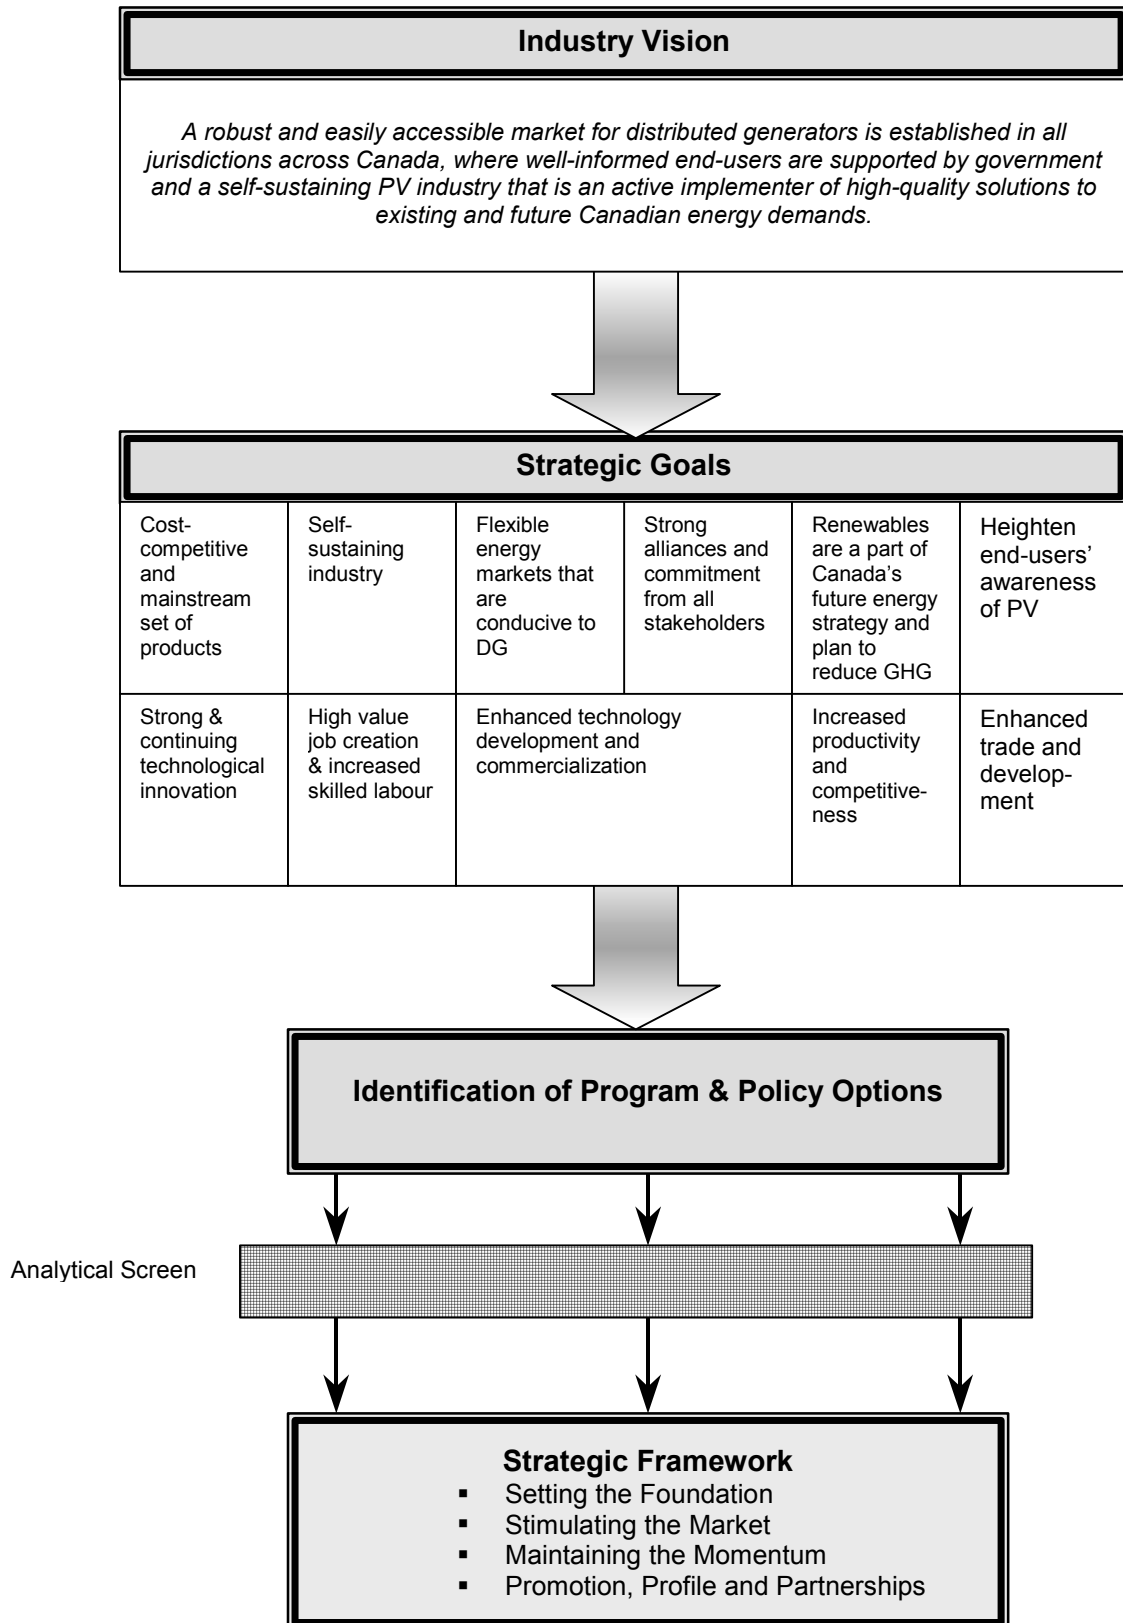 Industry Vision
A robust and easily accessible market for distributed generators is established in all
jurisdictions across Canada, where well-informed end-users are supported by government
and a self-sustaining PV industry that is an active implementer of high-quality solutions to
existing and future Canadian energy demands.
Strategic Goals
Cost-
competitive
and
mainstream
set of
products
Self-
sustaining
industry
Flexible
energy
markets that
are
conducive to
DG
Strong
alliances and
commitment
from all
stakeholders
Renewables
are a part of
Canada's
future energy
strategy and
plan to
reduce GHG
Heighten
end-users'
awareness
of PV
Strong &
continuing
technological
innovation
High value
job creation
& increased
skilled labour
Enhanced technology
development and
commercialization
Increased
productivity
and
competitive-
ness
Enhanced
trade and
develop-
ment
Identification of Program & Policy Options
Analytical Screen
Strategic Framework
▪ Setting the Foundation
▪ Stimulating the Market
▪ Maintaining the Momentum
▪ Promotion, Profile and Partnerships